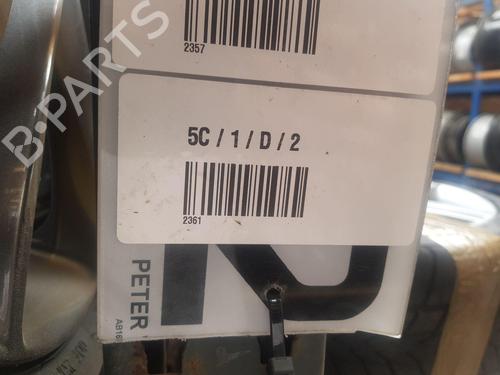 2357
5C / 1 / D / 2
2361
PETER
B-PARTS